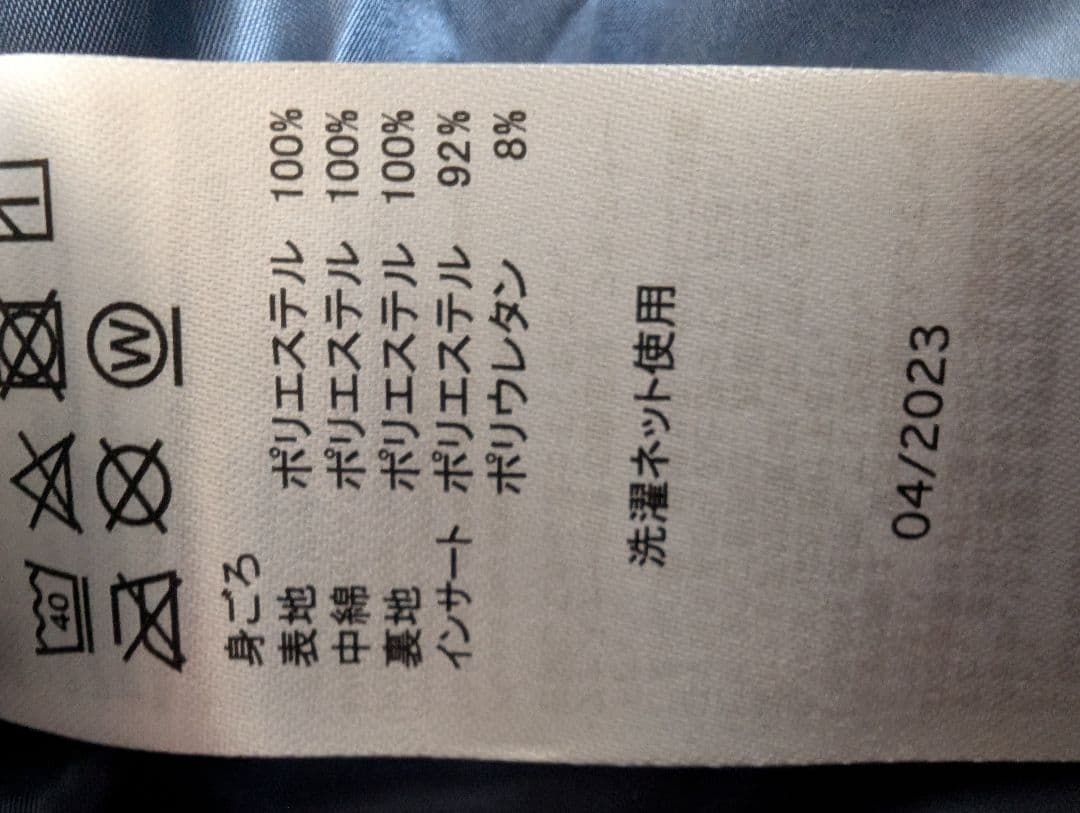 40
W
身ごろ
表地 ポリエステル 100%
中綿 ポリエステル 100%
裏地 ポリエステル 100%
インサート ポリエステル 92%
ポリウレタン 8%
洗濯ネット使用
04/2023